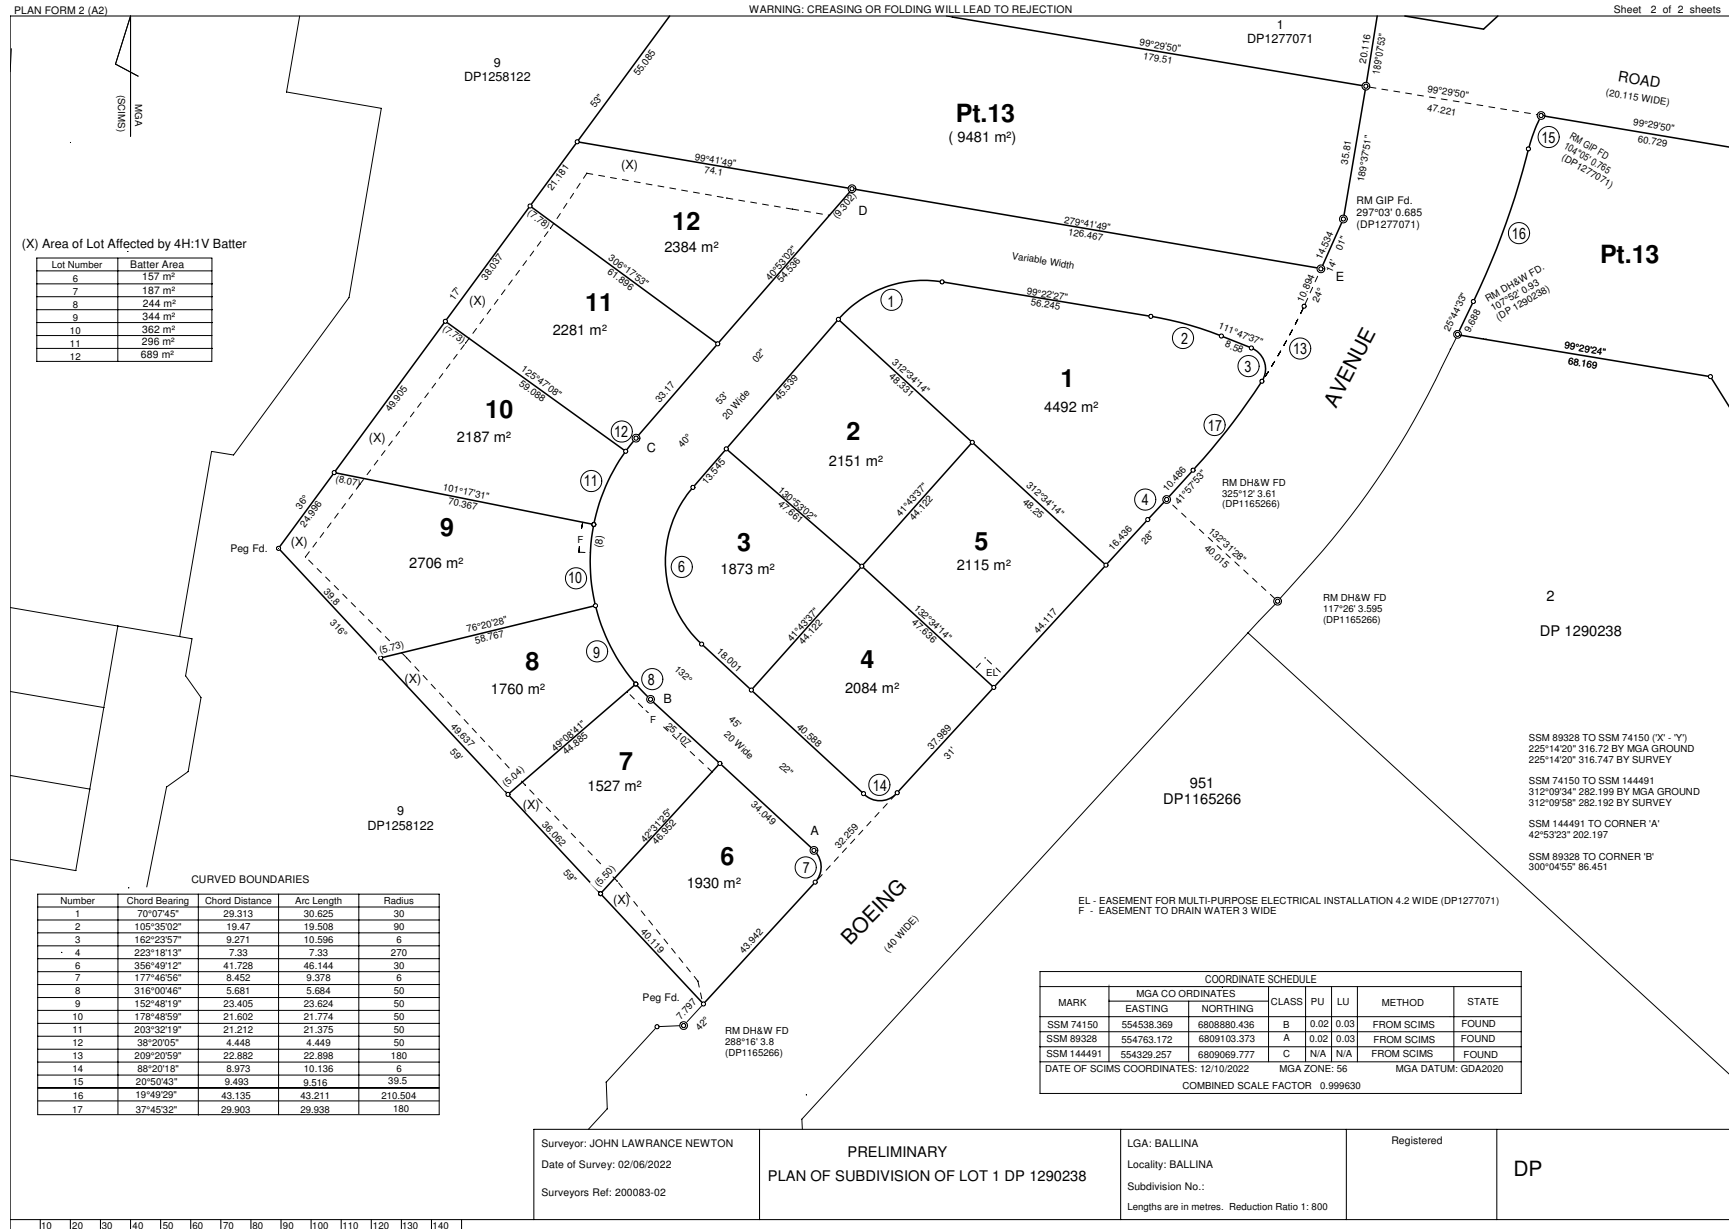 PLAN FORM 2 (A2)
WARNING: CREASING OR FOLDING WILL LEAD TO REJECTION
Sheet 2 of 2 sheets
MGA
(SCIMS)
9
DP1258122
55.085
53"
1
DP1277071
99°29'50"
179.51
20.116
189°07'53"
ROAD
(20.115 WIDE)
99°29'50"
47.221
99°29'50"
60.729
Pt.13
( 9481 m²)
15
RM GIP FD
104°05' 0.765
(DP1277071)
35.81
189°37'51"
99°41'49"
74.1
(X)
21.181
(7.78)
12
2384 m²
(9.302)
D
279°41'49"
126.467
RM GIP Fd.
297°03' 0.685
(DP1277071)
14.534
14' 01"
E
16
Pt.13
(X) Area of Lot Affected by 4H:1V Batter
Lot Number Batter Area
6 157 m²
7 187 m²
8 244 m²
9 344 m²
10 362 m²
11 296 m²
12 689 m²
38.037
17'
(X)
306°17'53"
61.896
40°53'02"
54.536
Variable Width
10.894
24°
RM DH&W FD.
107°52' 0.93
(DP 1290238)
25°44'33"
9.688
11
2281 m²
(7.73)
1
99°22'27"
56.245
2
111°47'37"
8.58
3
13
AVENUE
99°29'24"
68.169
49.905
(X)
125°47'08"
59.088
10
2187 m²
33.17
02"
53'
20 Wide
40°
45.539
312°34'14"
48.331
1
4492 m²
12
C
2
2151 m²
17
36°
24.996
(8.07)
101°17'31"
70.367
11
13.545
130°53'02"
47.661
41°43'37"
44.122
312°34'14"
48.25
10.486
41°57'53"
4
RM DH&W FD
325°12' 3.61
(DP1165266)
Peg Fd.
(X)
9
2706 m²
F
(8)
10
6
3
1873 m²
5
2115 m²
16.436
28"
132°31'28"
40.015
39.8
316°
76°20'28"
58.767
(5.73)
9
41°43'37"
44.122
132°34'14"
47.636
44.117
RM DH&W FD
117°26' 3.595
(DP1165266)
2
DP 1290238
(X)
8
1760 m²
8
B
F
132°
18.001
4
2084 m²
EL
49.637
59'
49°08'41"
44.885
25.107
45'
20 Wide
22"
40.588
37.989
31'
SSM 89328 TO SSM 74150 ('X' - 'Y')
225°14'20" 316.72 BY MGA GROUND
225°14'20" 316.747 BY SURVEY
SSM 74150 TO SSM 144491
312°09'34" 282.199 BY MGA GROUND
312°09'58" 282.192 BY SURVEY
SSM 144491 TO CORNER 'A'
42°53'23" 202.197
SSM 89328 TO CORNER 'B'
300°04'55" 86.451
(5.04)
(X)
7
1527 m²
14
951
DP1165266
9
DP1258122
36.062
59"
42°31'25"
46.952
34.049
A
32.259
(5.50)
(X)
6
1930 m²
7
40.119
43.942
BOEING
(40 WIDE)
EL - EASEMENT FOR MULTI-PURPOSE ELECTRICAL INSTALLATION 4.2 WIDE (DP1277071)
F - EASEMENT TO DRAIN WATER 3 WIDE
CURVED BOUNDARIES
Number Chord Bearing Chord Distance Arc Length Radius
1 70°07'45" 29.313 30.625 30
2 105°35'02" 19.47 19.508 90
3 162°23'57" 9.271 10.596 6
4 223°18'13" 7.33 7.33 270
6 356°49'12" 41.728 46.144 30
7 177°46'56" 8.452 9.378 6
8 316°00'46" 5.681 5.684 50
9 152°48'19" 23.405 23.624 50
10 178°48'59" 21.602 21.774 50
11 203°32'19" 21.212 21.375 50
12 38°20'05" 4.448 4.449 50
13 209°20'59" 22.882 22.898 180
14 88°20'18" 8.973 10.136 6
15 20°50'43" 9.493 9.516 39.5
16 19°49'29" 43.135 43.211 210.504
17 37°45'32" 29.903 29.938 180
Peg Fd.
7.797
42°
RM DH&W FD
288°16' 3.8
(DP1165266)
COORDINATE SCHEDULE
MARK MGA CO ORDINATES CLASS PU LU METHOD STATE
EASTING NORTHING
SSM 74150 554538.369 6808880.436 B 0.02 0.03 FROM SCIMS FOUND
SSM 89328 554763.172 6809103.373 A 0.02 0.03 FROM SCIMS FOUND
SSM 144491 554329.257 6809069.777 C N/A N/A FROM SCIMS FOUND
DATE OF SCIMS COORDINATES: 12/10/2022 MGA ZONE: 56 MGA DATUM: GDA2020
COMBINED SCALE FACTOR 0.999630
Surveyor: JOHN LAWRANCE NEWTON
Date of Survey: 02/06/2022
Surveyors Ref: 200083-02
PRELIMINARY
PLAN OF SUBDIVISION OF LOT 1 DP 1290238
LGA: BALLINA
Locality: BALLINA
Subdivision No.:
Lengths are in metres. Reduction Ratio 1: 800
Registered
DP
10 20 30 40 50 60 70 80 90 100 110 120 130 140